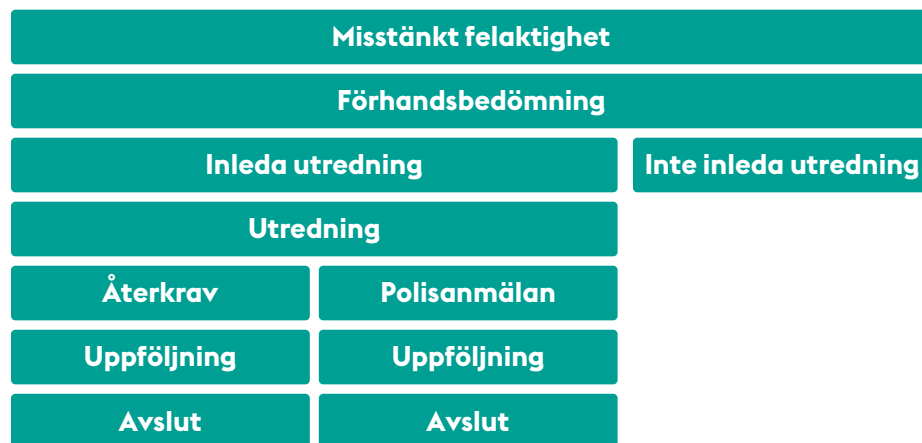 Misstänkt felaktighet
Förhandsbedömning
Inleda utredning
Inte inleda utredning
Utredning
Återkrav
Polisanmälan
Uppföljning
Uppföljning
Avslut
Avslut